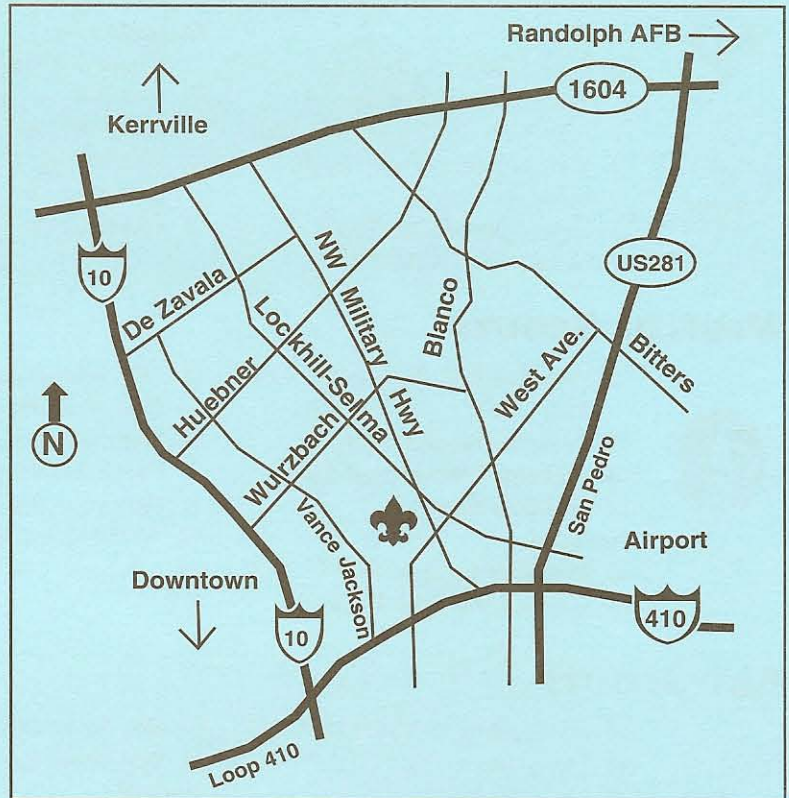 Randolph AFB
1604
Kerrville
10
US281
De Zavala
NW
Military
Hwy
Lockhill-Selma
Blanco
West Ave.
Bitters
Huebner
Wurzbach
N
San Pedro
Vance Jackson
Airport
Downtown
10
410
Loop 410